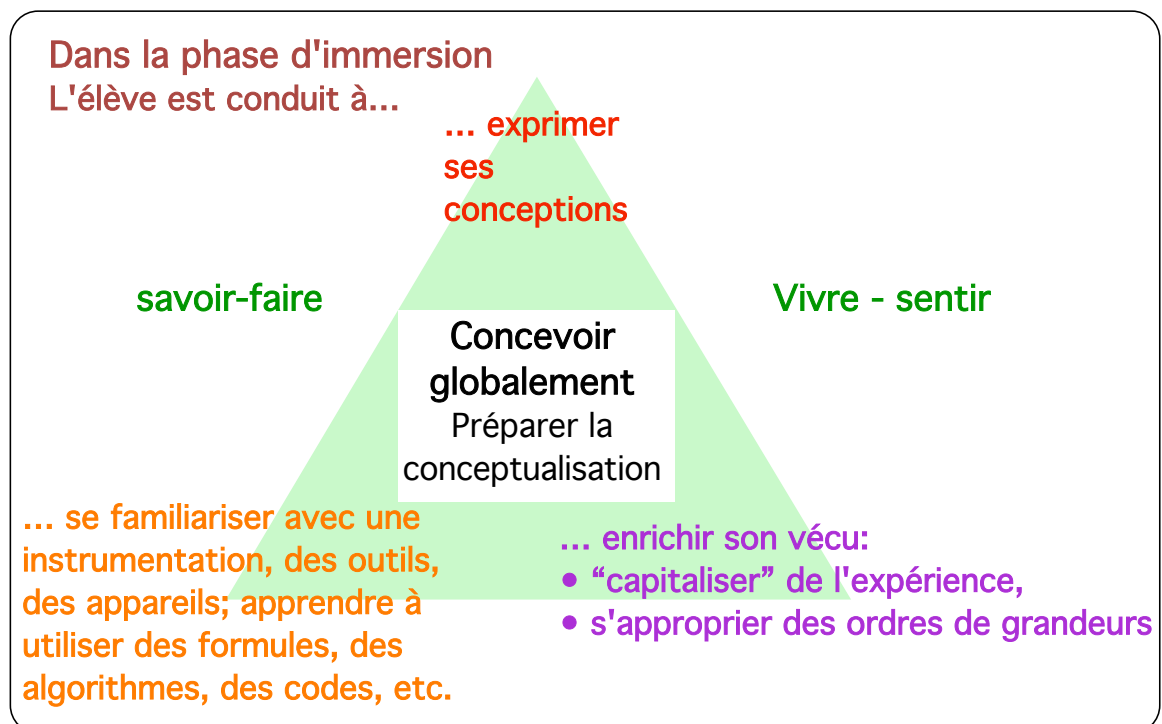 Dans la phase d'immersion
L'élève est conduit à...
... exprimer
ses
conceptions
savoir-faire
Vivre - sentir
Concevoir
globalement
Préparer la
conceptualisation
... se familiariser avec une
instrumentation, des outils,
des appareils; apprendre à
utiliser des formules, des
algorithmes, des codes, etc.
... enrichir son vécu:
• “capitaliser” de l'expérience,
• s'approprier des ordres de grandeurs